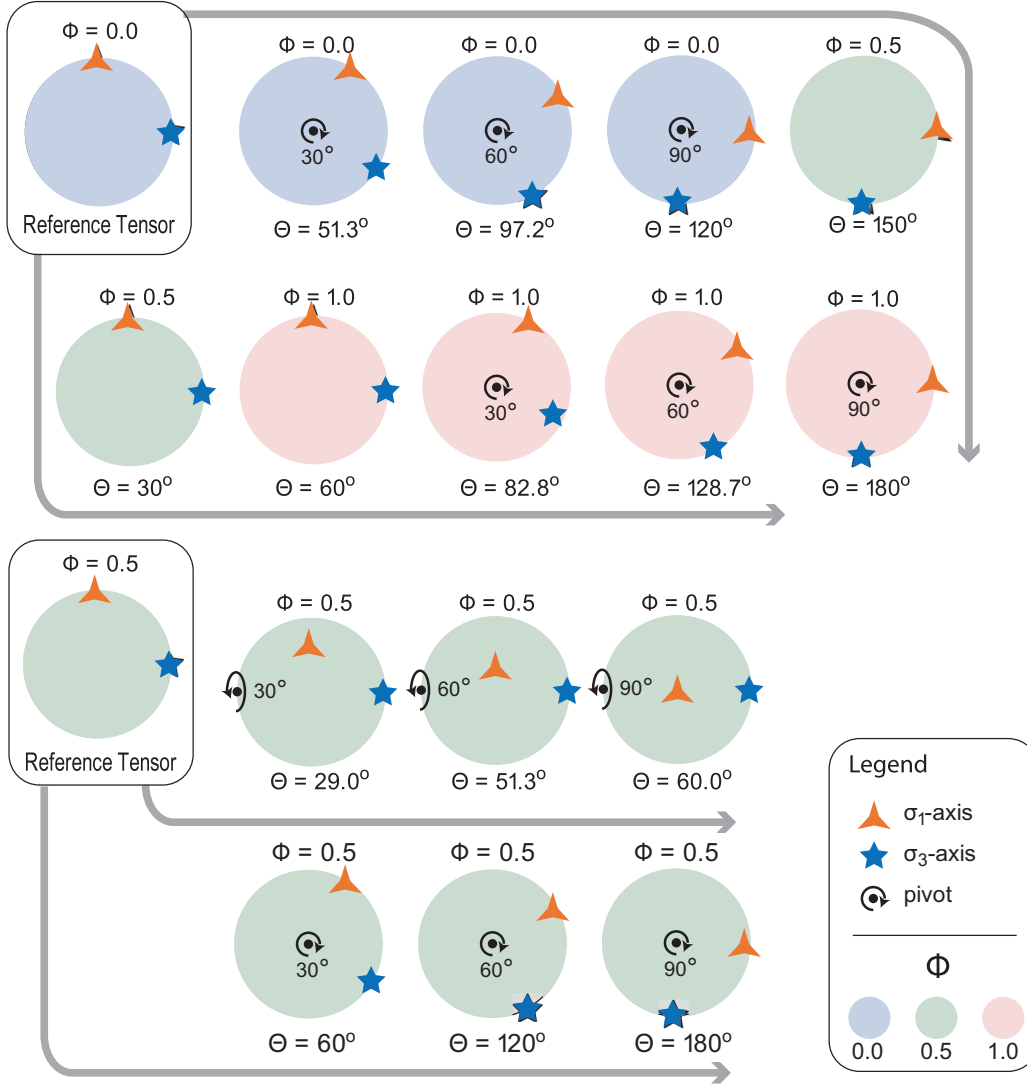 Φ = 0.0
Reference Tensor
Φ = 0.0
30°
Θ = 51.3°
Φ = 0.0
60°
Θ = 97.2°
Φ = 0.0
90°
Θ = 120°
Φ = 0.5
Θ = 150°
Φ = 0.5
Θ = 30°
Φ = 1.0
Θ = 60°
Φ = 1.0
30°
Θ = 82.8°
Φ = 1.0
60°
Θ = 128.7°
Φ = 1.0
90°
Θ = 180°
Φ = 0.5
Reference Tensor
Φ = 0.5
30°
Θ = 29.0°
Φ = 0.5
60°
Θ = 51.3°
Φ = 0.5
90°
Θ = 60.0°
Φ = 0.5
30°
Θ = 60°
Φ = 0.5
60°
Θ = 120°
Φ = 0.5
90°
Θ = 180°
Legend
σ₁-axis
σ₃-axis
pivot
Φ
0.0 0.5 1.0